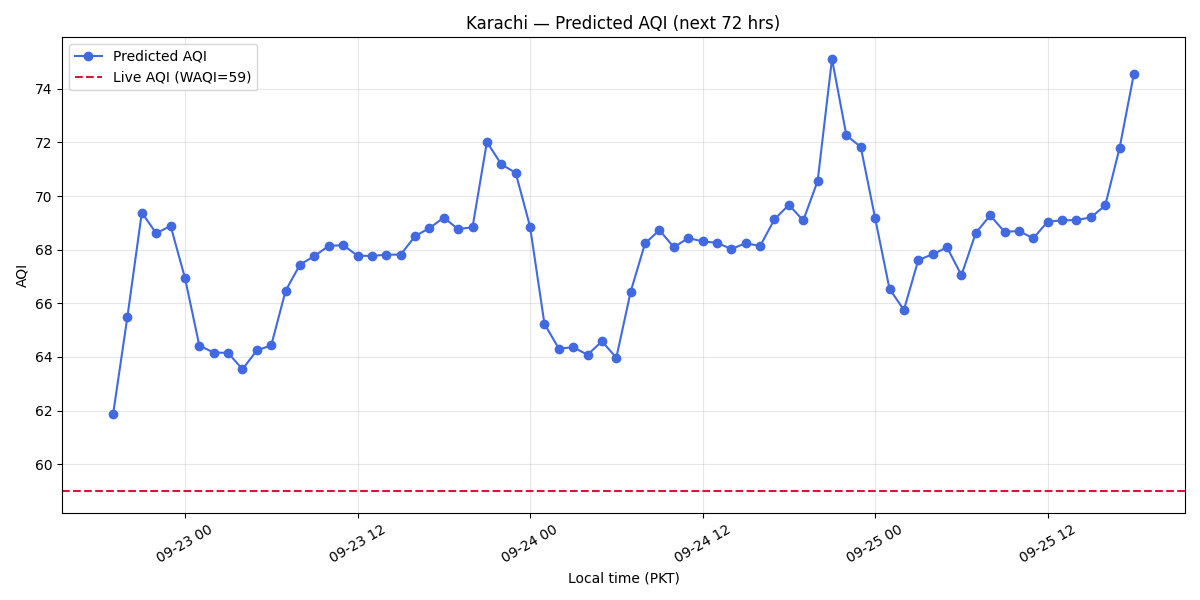 Karachi — Predicted AQI (next 72 hrs)
Predicted AQI
Live AQI (WAQI=59)
AQI
74
72
70
68
66
64
62
60
09-23 00
09-23 12
09-24 00
09-24 12
09-25 00
09-25 12
Local time (PKT)